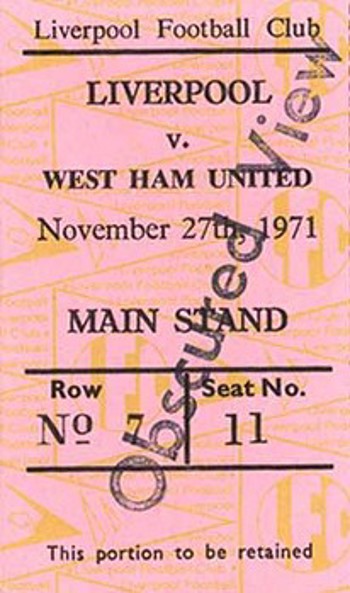 Liverpool Football Club
LIVERPOOL
v.
WEST HAM UNITED
November 27th, 1971
MAIN STAND
Row Seat No.
Nº 7 11
Obscured View
This portion to be retained